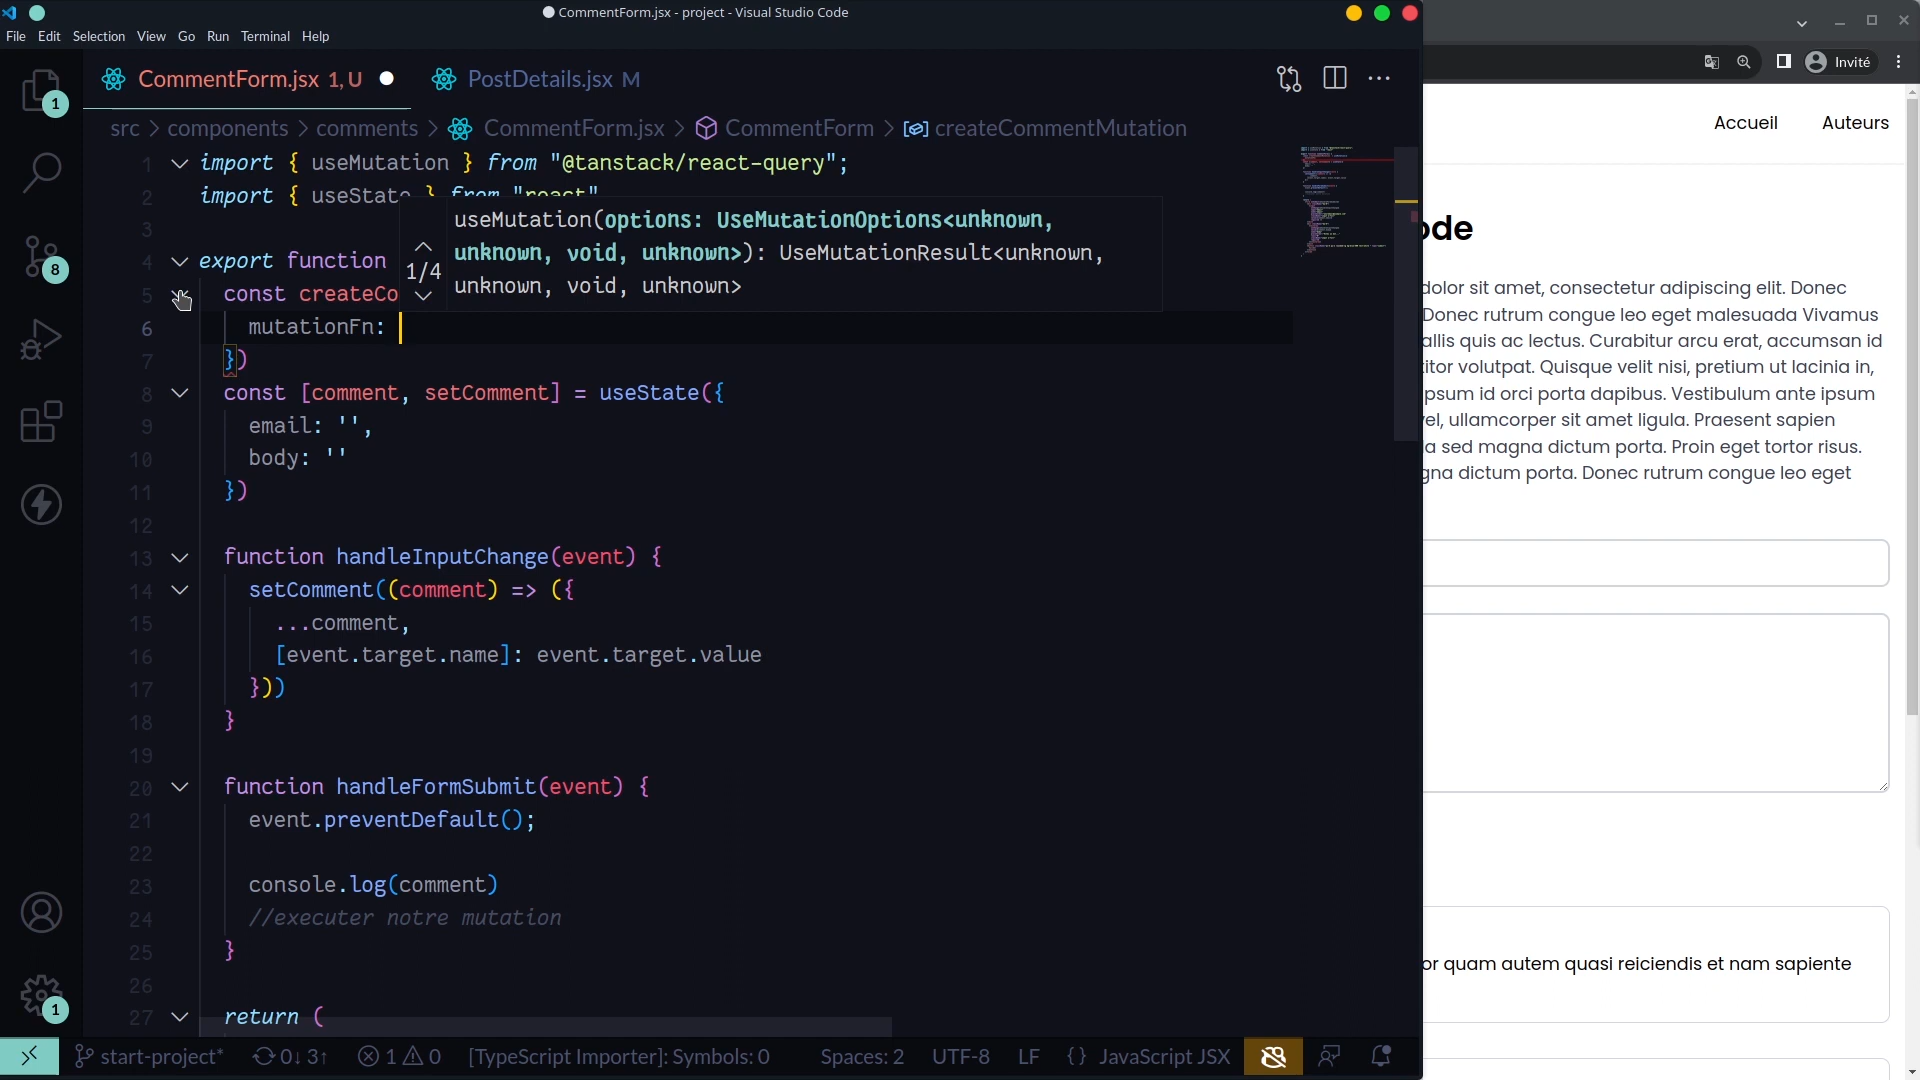 CommentForm.jsx - project - Visual Studio Code
File Edit Selection View Go Run Terminal Help
Invité
CommentForm.jsx 1, U PostDetails.jsx M
src > components > comments > CommentForm.jsx > CommentForm > createCommentMutation
Accueil Auteurs
1 import { useMutation } from "@tanstack/react-query";
2 import { useState } from "react"
3
4 export function
5 const createCo
6 mutationFn:
7 })
8 const [comment, setComment] = useState({
9 email: '',
10 body: ''
11 })
12
13 function handleInputChange(event) {
14 setComment((comment) => ({
15 ...comment,
16 [event.target.name]: event.target.value
17 }))
18 }
19
20 function handleFormSubmit(event) {
21 event.preventDefault();
22
23 console.log(comment)
24 //executer notre mutation
25 }
26
27 return (
useMutation(options: UseMutationOptions<unknown,
unknown, void, unknown>): UseMutationResult<unknown,
1/4
unknown, void, unknown>
1
8
1
ode
dolor sit amet, consectetur adipiscing elit. Donec
Donec rutrum congue leo eget malesuada Vivamus
allis quis ac lectus. Curabitur arcu erat, accumsan id
titor volutpat. Quisque velit nisi, pretium ut lacinia in,
psum id orci porta dapibus. Vestibulum ante ipsum
vel, ullamcorper sit amet ligula. Praesent sapien
a sed magna dictum porta. Proin eget tortor risus.
gna dictum porta. Donec rutrum congue leo eget
or quam autem quasi reiciendis et nam sapiente
start-project* 0↓ 3↑ 1 0 [TypeScript Importer]: Symbols: 0 Spaces: 2 UTF-8 LF {} JavaScript JSX